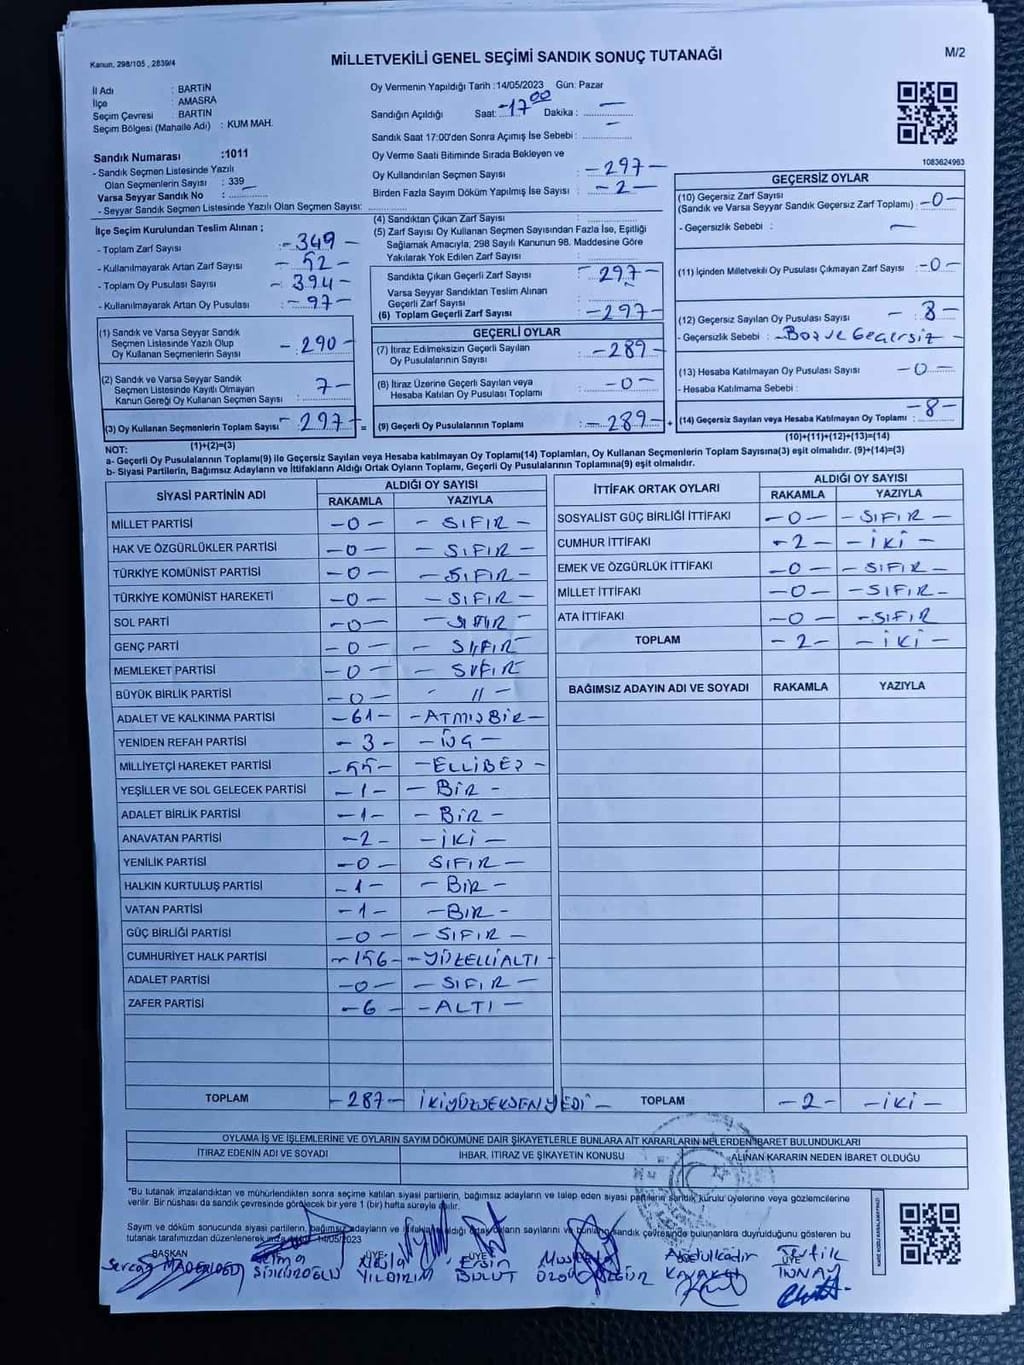 Kanun, 298/105 , 2839/4
MİLLETVEKİLİ GENEL SEÇİMİ SANDIK SONUÇ TUTANAĞI
M/2
İl Adı : BARTIN
İlçe : AMASRA
Seçim Çevresi : BARTIN
Seçim Bölgesi (Mahalle Adı) : KUM MAH.
Sandık Numarası :1011
- Sandık Seçmen Listesinde Yazılı
Olan Seçmenlerin Sayısı : 339
Varsa Seyyar Sandık No :
- Seyyar Sandık Seçmen Listesinde Yazılı Olan Seçmen Sayısı:
Oy Vermenin Yapıldığı Tarih :14/05/2023 Gün: Pazar
Sandığın Açıldığı Saat: -17 00 Dakika : —
Sandık Saat 17:00'den Sonra Açımış İse Sebebi : —
Oy Verme Saati Bitiminde Sırada Bekleyen ve
Oy Kullandırılan Seçmen Sayısı : -297-
Birden Fazla Sayım Döküm Yapılmış İse Sayısı : -2-
1083624963
İlçe Seçim Kurulundan Teslim Alınan ;
- Toplam Zarf Sayısı : -349-
- Kullanılmayarak Artan Zarf Sayısı : -52-
- Toplam Oy Pusulası Sayısı : -394-
- Kullanılmayarak Artan Oy Pusulası : -97-
(1) Sandık ve Varsa Seyyar Sandık
Seçmen Listesinde Yazılı Olup
Oy Kullanan Seçmenlerin Sayısı : -290-
(2) Sandık ve Varsa Seyyar Sandık
Seçmen Listesinde Kayıtlı Olmayan
Kanun Gereği Oy Kullanan Seçmen Sayısı : 7-
(3) Oy Kullanan Seçmenlerin Toplam Sayısı : -297- =
(1)+(2)=(3)
(4) Sandıktan Çıkan Zarf Sayısı :
(5) Zarf Sayısı Oy Kullanan Seçmen Sayısından Fazla İse, Eşitliği
Sağlamak Amacıyla, 298 Sayılı Kanunun 98. Maddesine Göre
Yakılarak Yok Edilen Zarf Sayısı :
Sandıkta Çıkan Geçerli Zarf Sayısı : -297-
Varsa Seyyar Sandıktan Teslim Alınan
Geçerli Zarf Sayısı :
(6) Toplam Geçerli Zarf Sayısı : -297-
GEÇERLİ OYLAR
(7) İtiraz Edilmeksizin Geçerli Sayılan
Oy Pusulalarının Sayısı : -289-
(8) İtiraz Üzerine Geçerli Sayılan veya
Hesaba Katılan Oy Pusulası Toplamı : -0-
(9) Geçerli Oy Pusulalarının Toplamı : -289- +
GEÇERSİZ OYLAR
(10) Geçersiz Zarf Sayısı
(Sandık ve Varsa Seyyar Sandık Geçersiz Zarf Toplamı) : -0-
- Geçersizlik Sebebi : —
(11) İçinden Milletvekili Oy Pusulası Çıkmayan Zarf Sayısı : -0-
(12) Geçersiz Sayılan Oy Pusulası Sayısı : -8-
- Geçersizlik Sebebi : -Boş ve Geçersiz-
(13) Hesaba Katılmayan Oy Pusulası Sayısı : -0-
- Hesaba Katılmama Sebebi :
(14) Geçersiz Sayılan veya Hesaba Katılmayan Oy Toplamı : -8-
(10)+(11)+(12)+(13)=(14)
NOT:
a- Geçerli Oy Pusulalarının Toplamı(9) ile Geçersiz Sayılan veya Hesaba katılmayan Oy Toplamı(14) Toplamları, Oy Kullanan Seçmenlerin Toplam Sayısına(3) eşit olmalıdır. (9)+(14)=(3)
b- Siyasi Partilerin, Bağımsız Adayların ve İttifakların Aldığı Ortak Oyların Toplamı, Geçerli Oy Pusulalarının Toplamına(9) eşit olmalıdır.
SİYASİ PARTİNİN ADI ALDIĞI OY SAYISI
RAKAMLA YAZIYLA
MİLLET PARTİSİ -0- -SIFIR-
HAK VE ÖZGÜRLÜKLER PARTİSİ -0- -SIFIR-
TÜRKİYE KOMÜNİST PARTİSİ -0- -SIFIR-
TÜRKİYE KOMÜNİST HAREKETİ -0- -SIFIR-
SOL PARTİ -0- -SIFIR-
GENÇ PARTİ -0- -SIFIR
MEMLEKET PARTİSİ -0- -SIFIR
BÜYÜK BİRLİK PARTİSİ -0- - // -
ADALET VE KALKINMA PARTİSİ -61- -ATMIŞBİR-
YENİDEN REFAH PARTİSİ -3- -ÜÇ-
MİLLİYETÇİ HAREKET PARTİSİ -55- -ELLİBEŞ-
YEŞİLLER VE SOL GELECEK PARTİSİ -1- -BİR-
ADALET BİRLİK PARTİSİ -1- -BİR-
ANAVATAN PARTİSİ -2- -İKİ-
YENİLİK PARTİSİ -0- SIFIR-
HALKIN KURTULUŞ PARTİSİ -1- -BİR-
VATAN PARTİSİ -1- -BIR-
GÜÇ BİRLİĞİ PARTİSİ -0- -SIFIR-
CUMHURİYET HALK PARTİSİ -156- -YÜZELLİALTI-
ADALET PARTİSİ -0- -SIFIR-
ZAFER PARTİSİ -6- -ALTI-
TOPLAM -287- İKİYÜZSEKSENYEDİ-
İTTİFAK ORTAK OYLARI ALDIĞI OY SAYISI
RAKAMLA YAZIYLA
SOSYALİST GÜÇ BİRLİĞİ İTTİFAKI -0- -SIFIR-
CUMHUR İTTİFAKI -2- -İKİ-
EMEK VE ÖZGÜRLÜK İTTİFAKI -0- -SIFIR-
MİLLET İTTİFAKI -0- -SIFIR-
ATA İTTİFAKI -0- -SIFIR
TOPLAM -2- -İKİ-
BAĞIMSIZ ADAYIN ADI VE SOYADI RAKAMLA YAZIYLA
TOPLAM -2- -İKİ-
OYLAMA İŞ VE İŞLEMLERİNE VE OYLARIN SAYIM DÖKÜMÜNE DAİR ŞİKAYETLERLE BUNLARA AİT KARARLARIN NELERDEN İBARET BULUNDUKLARI
İTİRAZ EDENİN ADI VE SOYADI İHBAR, İTİRAZ VE ŞİKAYETİN KONUSU ALINAN KARARIN NEDEN İBARET OLDUĞU
"Bu tutanak imzalandıktan ve mühürlendikten sonra seçime katılan siyasi partilerin, bağımsız adayların ve talep eden siyasi partilerin sandık kurulu üyelerine veya gözlemcilerine
verilir. Bir nüshası da sandık çevresinde görülecek bir yere 1 (bir) hafta süreyle asılır.
Sayım ve döküm sonucunda siyasi partilerin, bağımsız adayların ve ittifakların aldığı ortak oyların sayılarını ve bunların sandık çevresinde bulunanlara duyurulduğunu gösteren bu
tutanak tarafımızdan düzenlenerek 14/05/2023
BAŞKAN ÜYE ÜYE ÜYE
Ersin Abdulkadir Tevfik
YILDIRIM BULUT